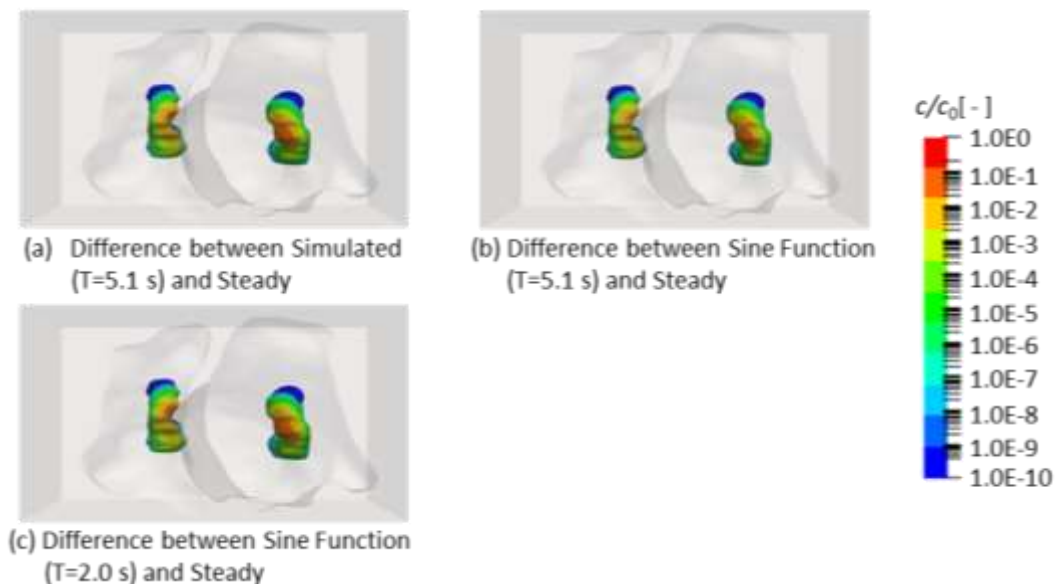 (a) Difference between Simulated
(T=5.1 s) and Steady
(b) Difference between Sine Function
(T=5.1 s) and Steady
(c) Difference between Sine Function
(T=2.0 s) and Steady
c/c₀[ - ]
1.0E0
1.0E-1
1.0E-2
1.0E-3
1.0E-4
1.0E-5
1.0E-6
1.0E-7
1.0E-8
1.0E-9
1.0E-10